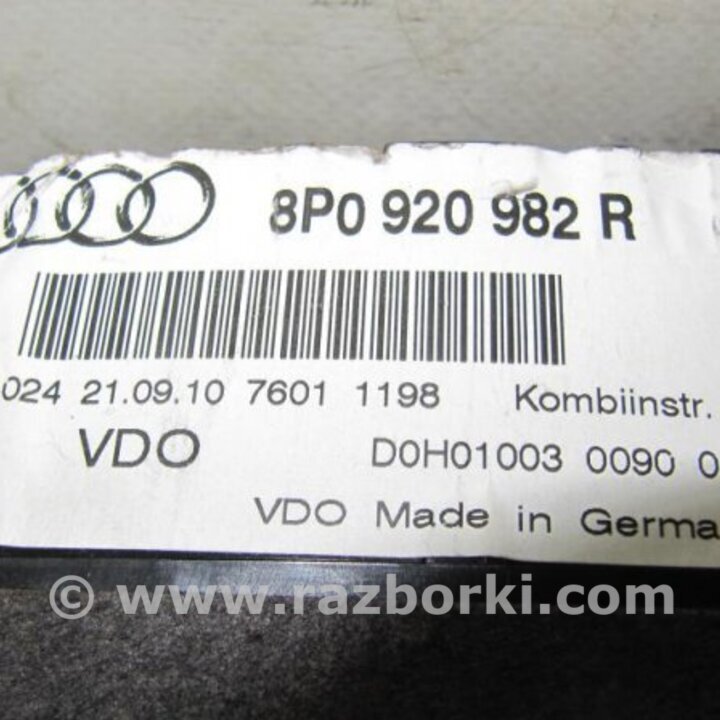 8P0 920 982 R
024 21.09.10 7601 1198 Kombiinstr.
VDO D0H01003 0090 0
VDO Made in Germa
© www.razborki.com